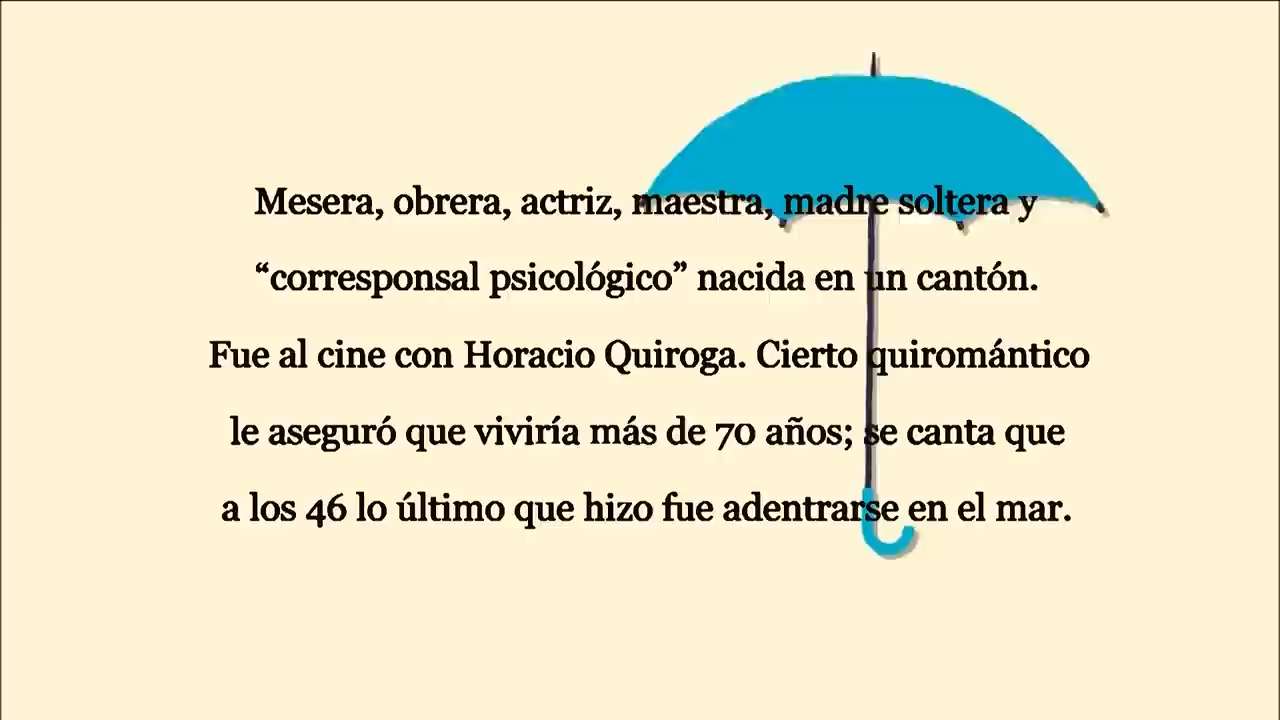 Mesera, obrera, actriz, maestra, madre soltera y
“corresponsal psicológico” nacida en un cantón.
Fue al cine con Horacio Quiroga. Cierto quiromántico
le aseguró que viviría más de 70 años; se canta que
a los 46 lo último que hizo fue adentrarse en el mar.